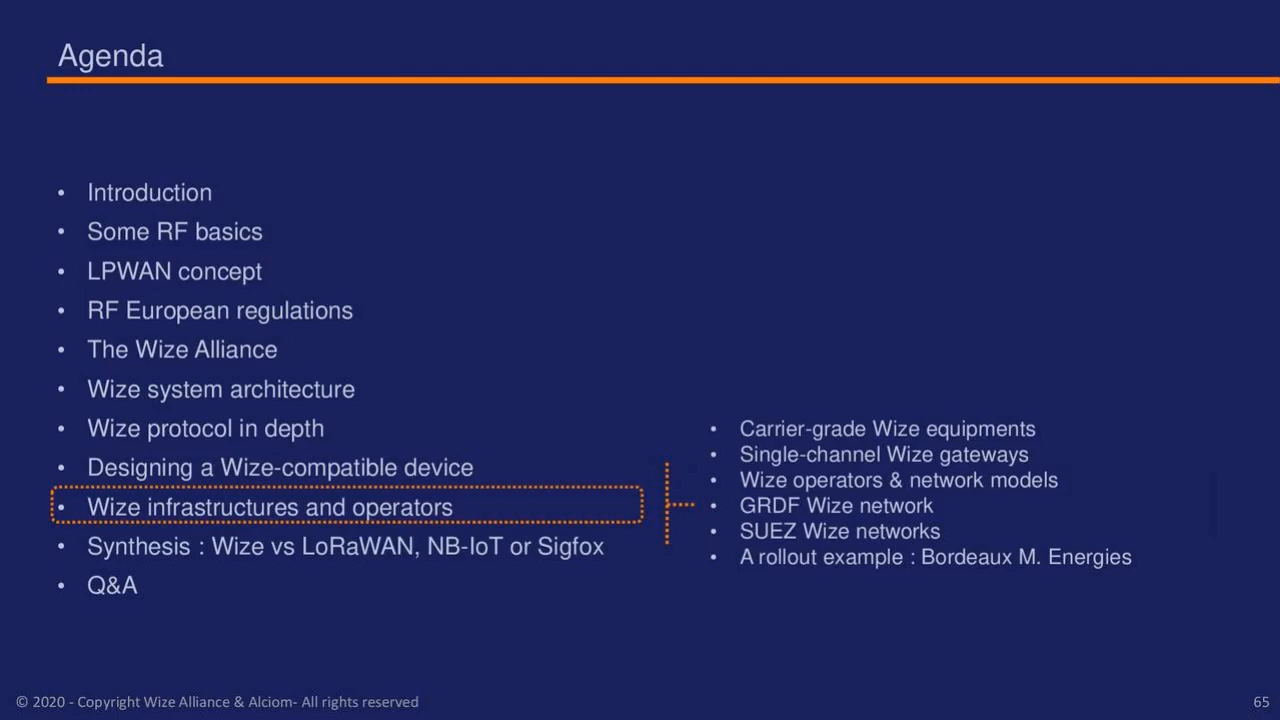 Agenda
• Introduction
• Some RF basics
• LPWAN concept
• RF European regulations
• The Wize Alliance
• Wize system architecture
• Wize protocol in depth
• Designing a Wize-compatible device
• Wize infrastructures and operators
• Synthesis : Wize vs LoRaWAN, NB-IoT or Sigfox
• Q&A
• Carrier-grade Wize equipments
• Single-channel Wize gateways
• Wize operators & network models
• GRDF Wize network
• SUEZ Wize networks
• A rollout example : Bordeaux M. Energies
© 2020 - Copyright Wize Alliance & Alciom- All rights reserved
65